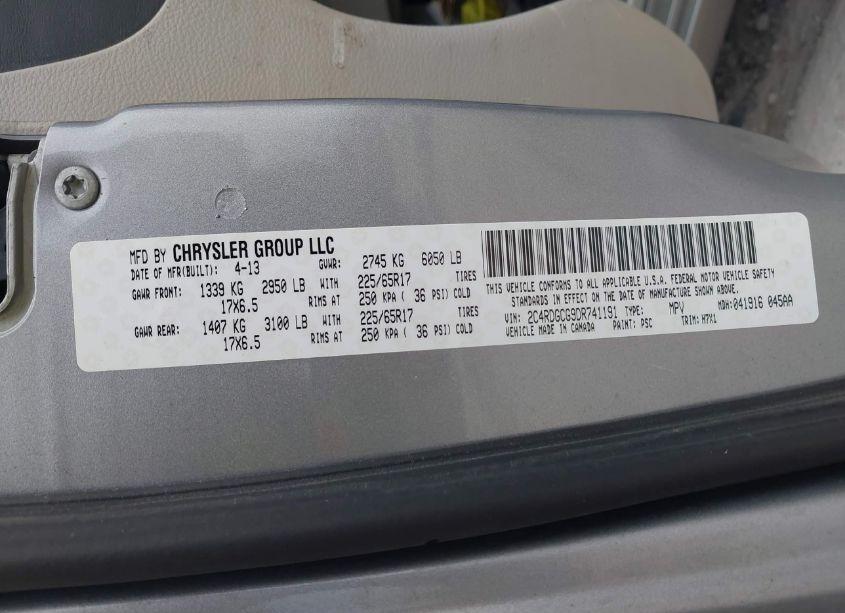 MFD BY CHRYSLER GROUP LLC
DATE OF MFR(BUILT): 4-13 GVWR: 2745 KG 6050 LB
GAWR FRONT: 1339 KG 2950 LB WITH 225/65R17 TIRES
17X6.5 RIMS AT 250 KPA ( 36 PSI) COLD
GAWR REAR: 1407 KG 3100 LB WITH 225/65R17 TIRES
17X6.5 RIMS AT 250 KPA ( 36 PSI) COLD
THIS VEHICLE CONFORMS TO ALL APPLICABLE U.S.A. FEDERAL MOTOR VEHICLE SAFETY
STANDARDS IN EFFECT ON THE DATE OF MANUFACTURE SHOWN ABOVE.
VIN: 2C4RDGCG9DR741191 TYPE: MPV MDH: 041916 045AA
VEHICLE MADE IN CANADA PAINT: PSC TRIM: H7X1